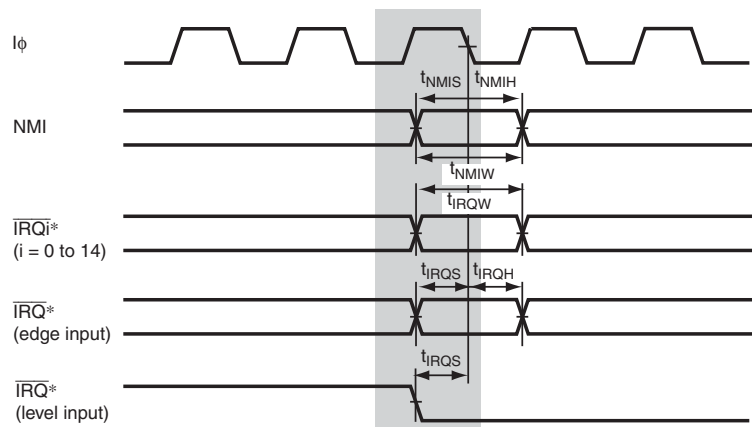 Iϕ
tNMIS tNMIH
NMI
tNMIW
tIRQW
IRQi*
(i = 0 to 14)
tIRQS tIRQH
IRQ*
(edge input)
tIRQS
IRQ*
(level input)